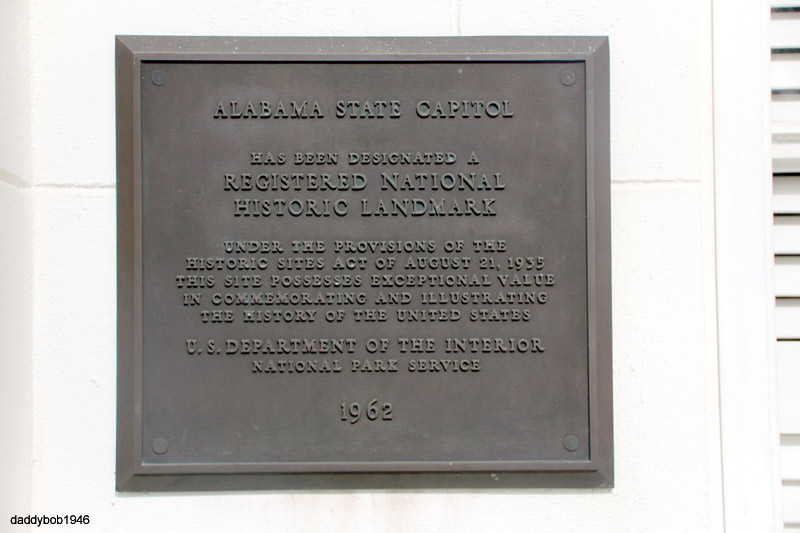 ALABAMA STATE CAPITOL
HAS BEEN DESIGNATED A
REGISTERED NATIONAL
HISTORIC LANDMARK
UNDER THE PROVISIONS OF THE
HISTORIC SITES ACT OF AUGUST 21, 1935
THIS SITE POSSESSES EXCEPTIONAL VALUE
IN COMMEMORATING AND ILLUSTRATING
THE HISTORY OF THE UNITED STATES
U. S. DEPARTMENT OF THE INTERIOR
NATIONAL PARK SERVICE
1962
daddybob1946